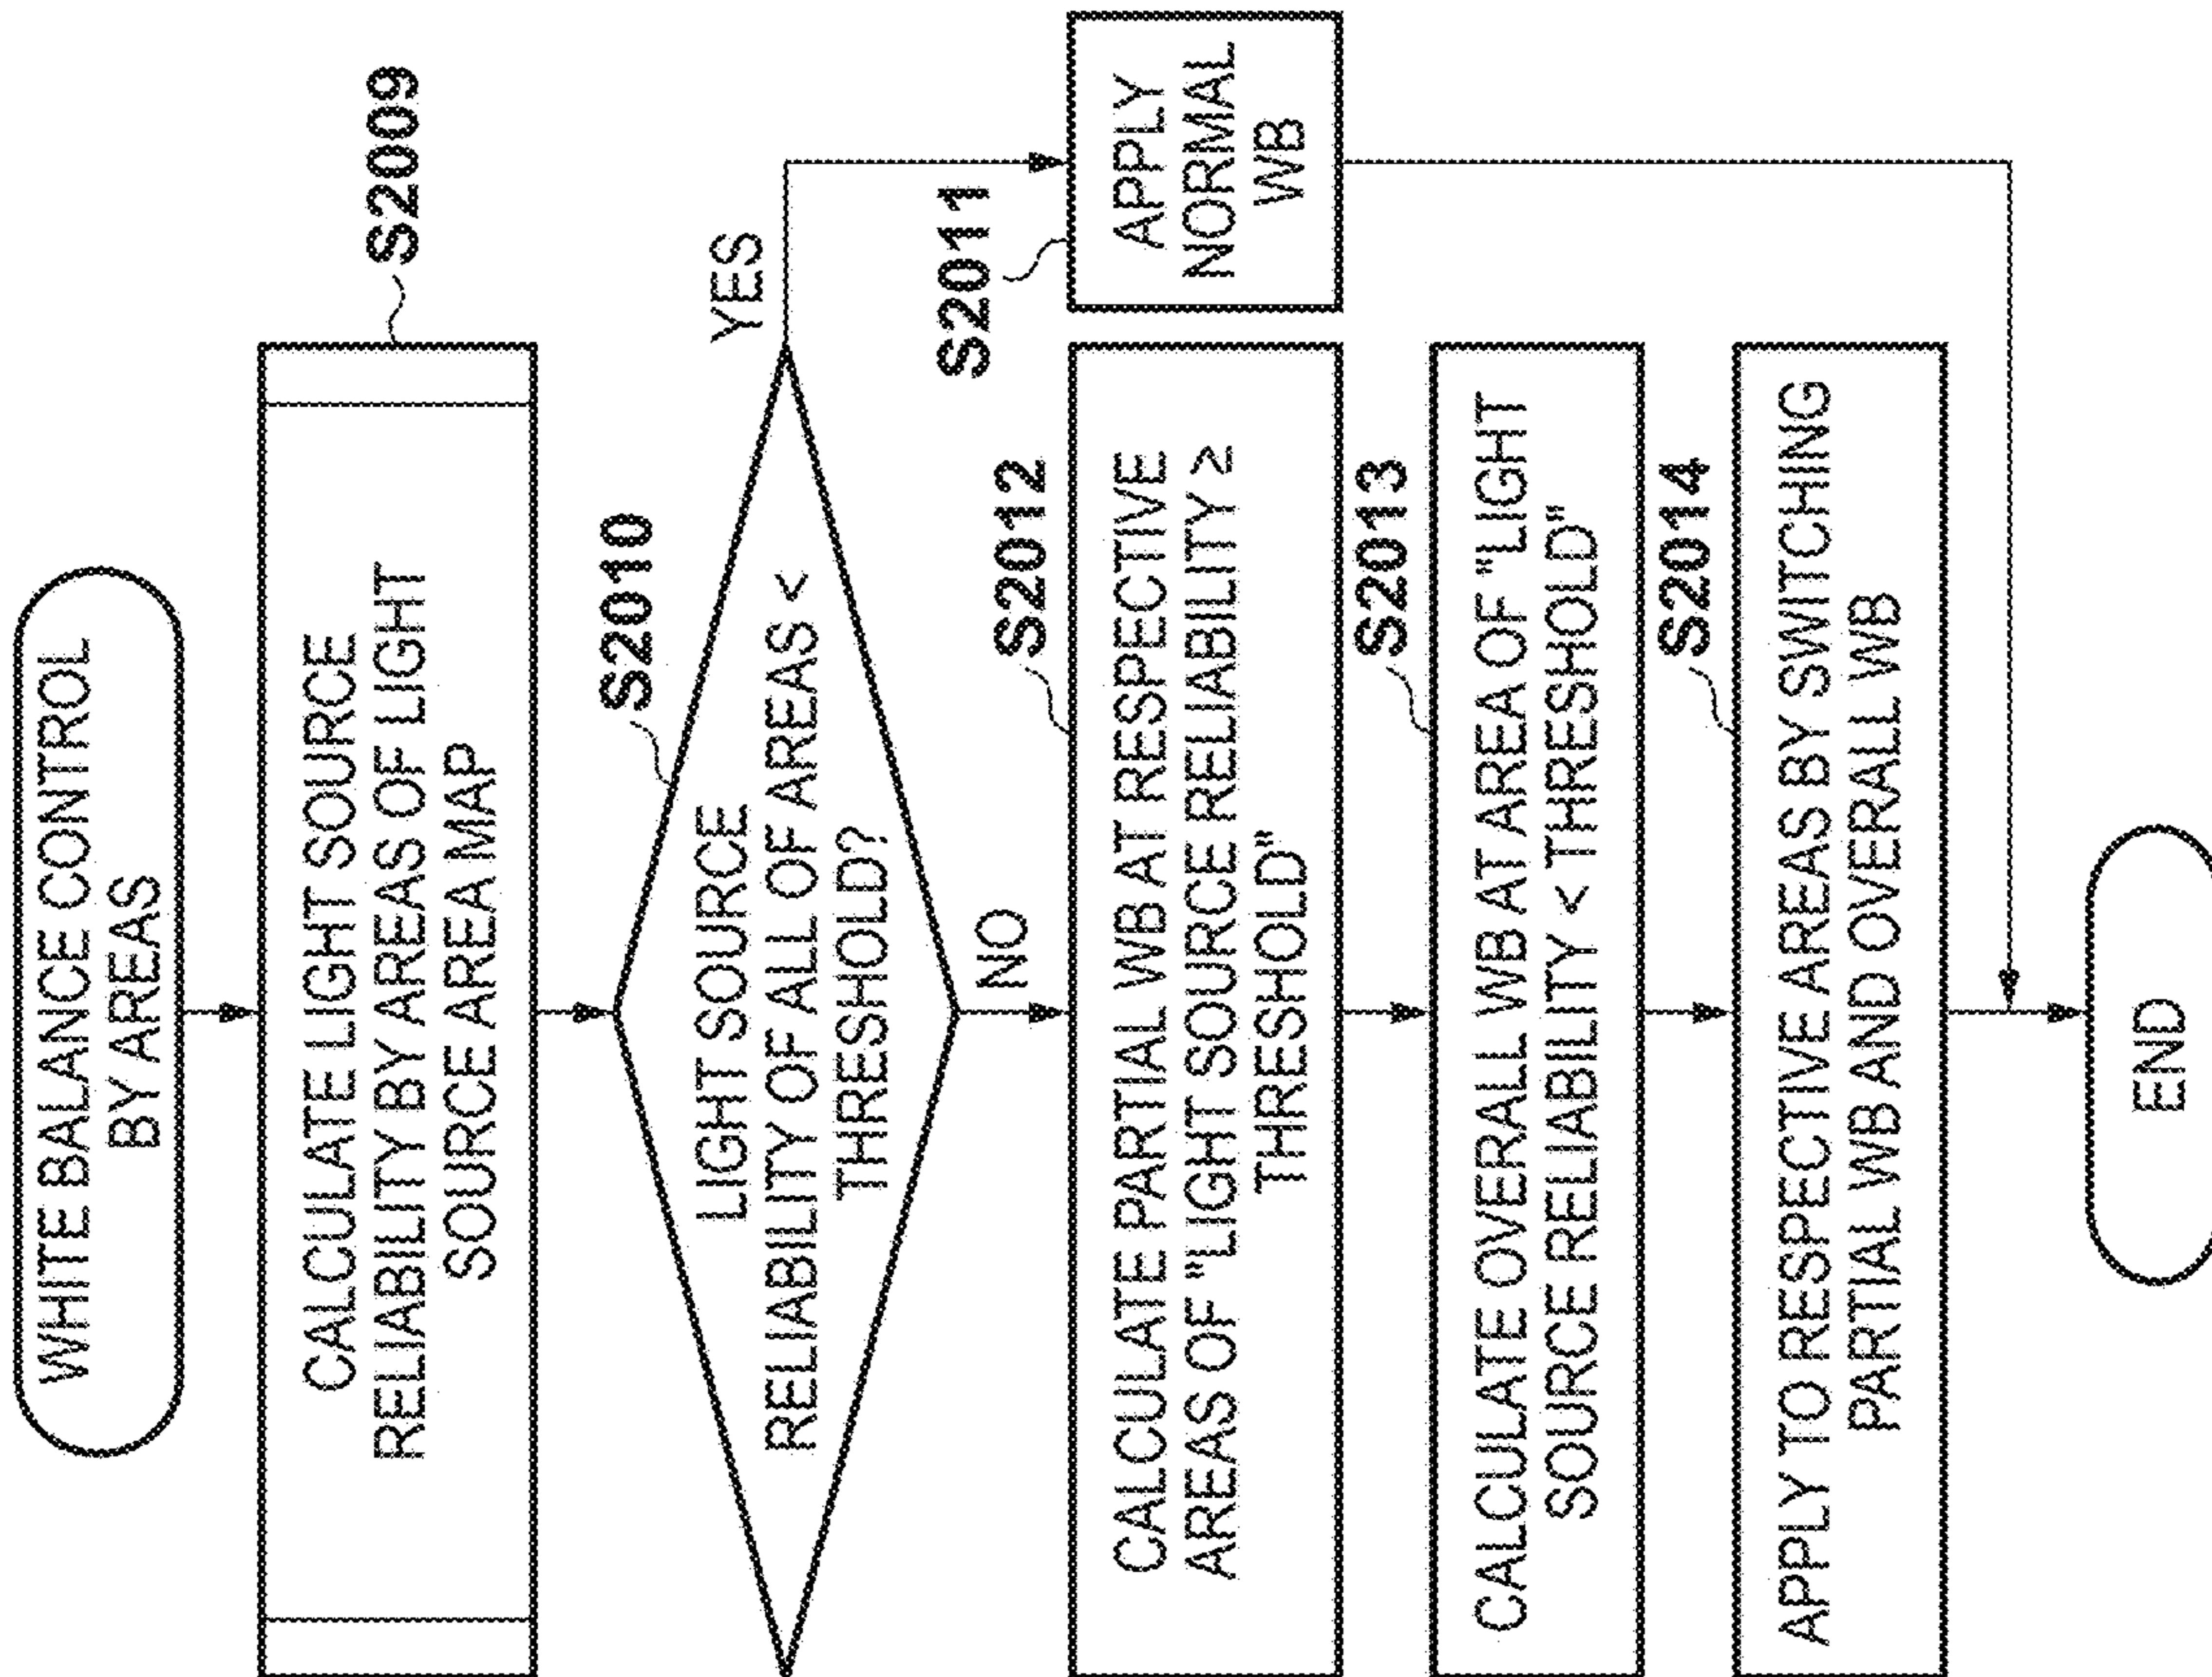 WHITE BALANCE CONTROL
BY AREAS
S2009
CALCULATE LIGHT SOURCE
RELIABILITY BY AREAS OF LIGHT
SOURCE AREA MAP
S2010
LIGHT SOURCE
RELIABILITY OF ALL OF AREAS <
THRESHOLD?
YES
NO
S2011
APPLY
NORMAL
WB
S2012
CALCULATE PARTIAL WB AT RESPECTIVE
AREAS OF "LIGHT SOURCE RELIABILITY ≥
THRESHOLD"
S2013
CALCULATE OVERALL WB AT AREA OF "LIGHT
SOURCE RELIABILITY < THRESHOLD"
S2014
APPLY TO RESPECTIVE AREAS BY SWITCHING
PARTIAL WB AND OVERALL WB
END